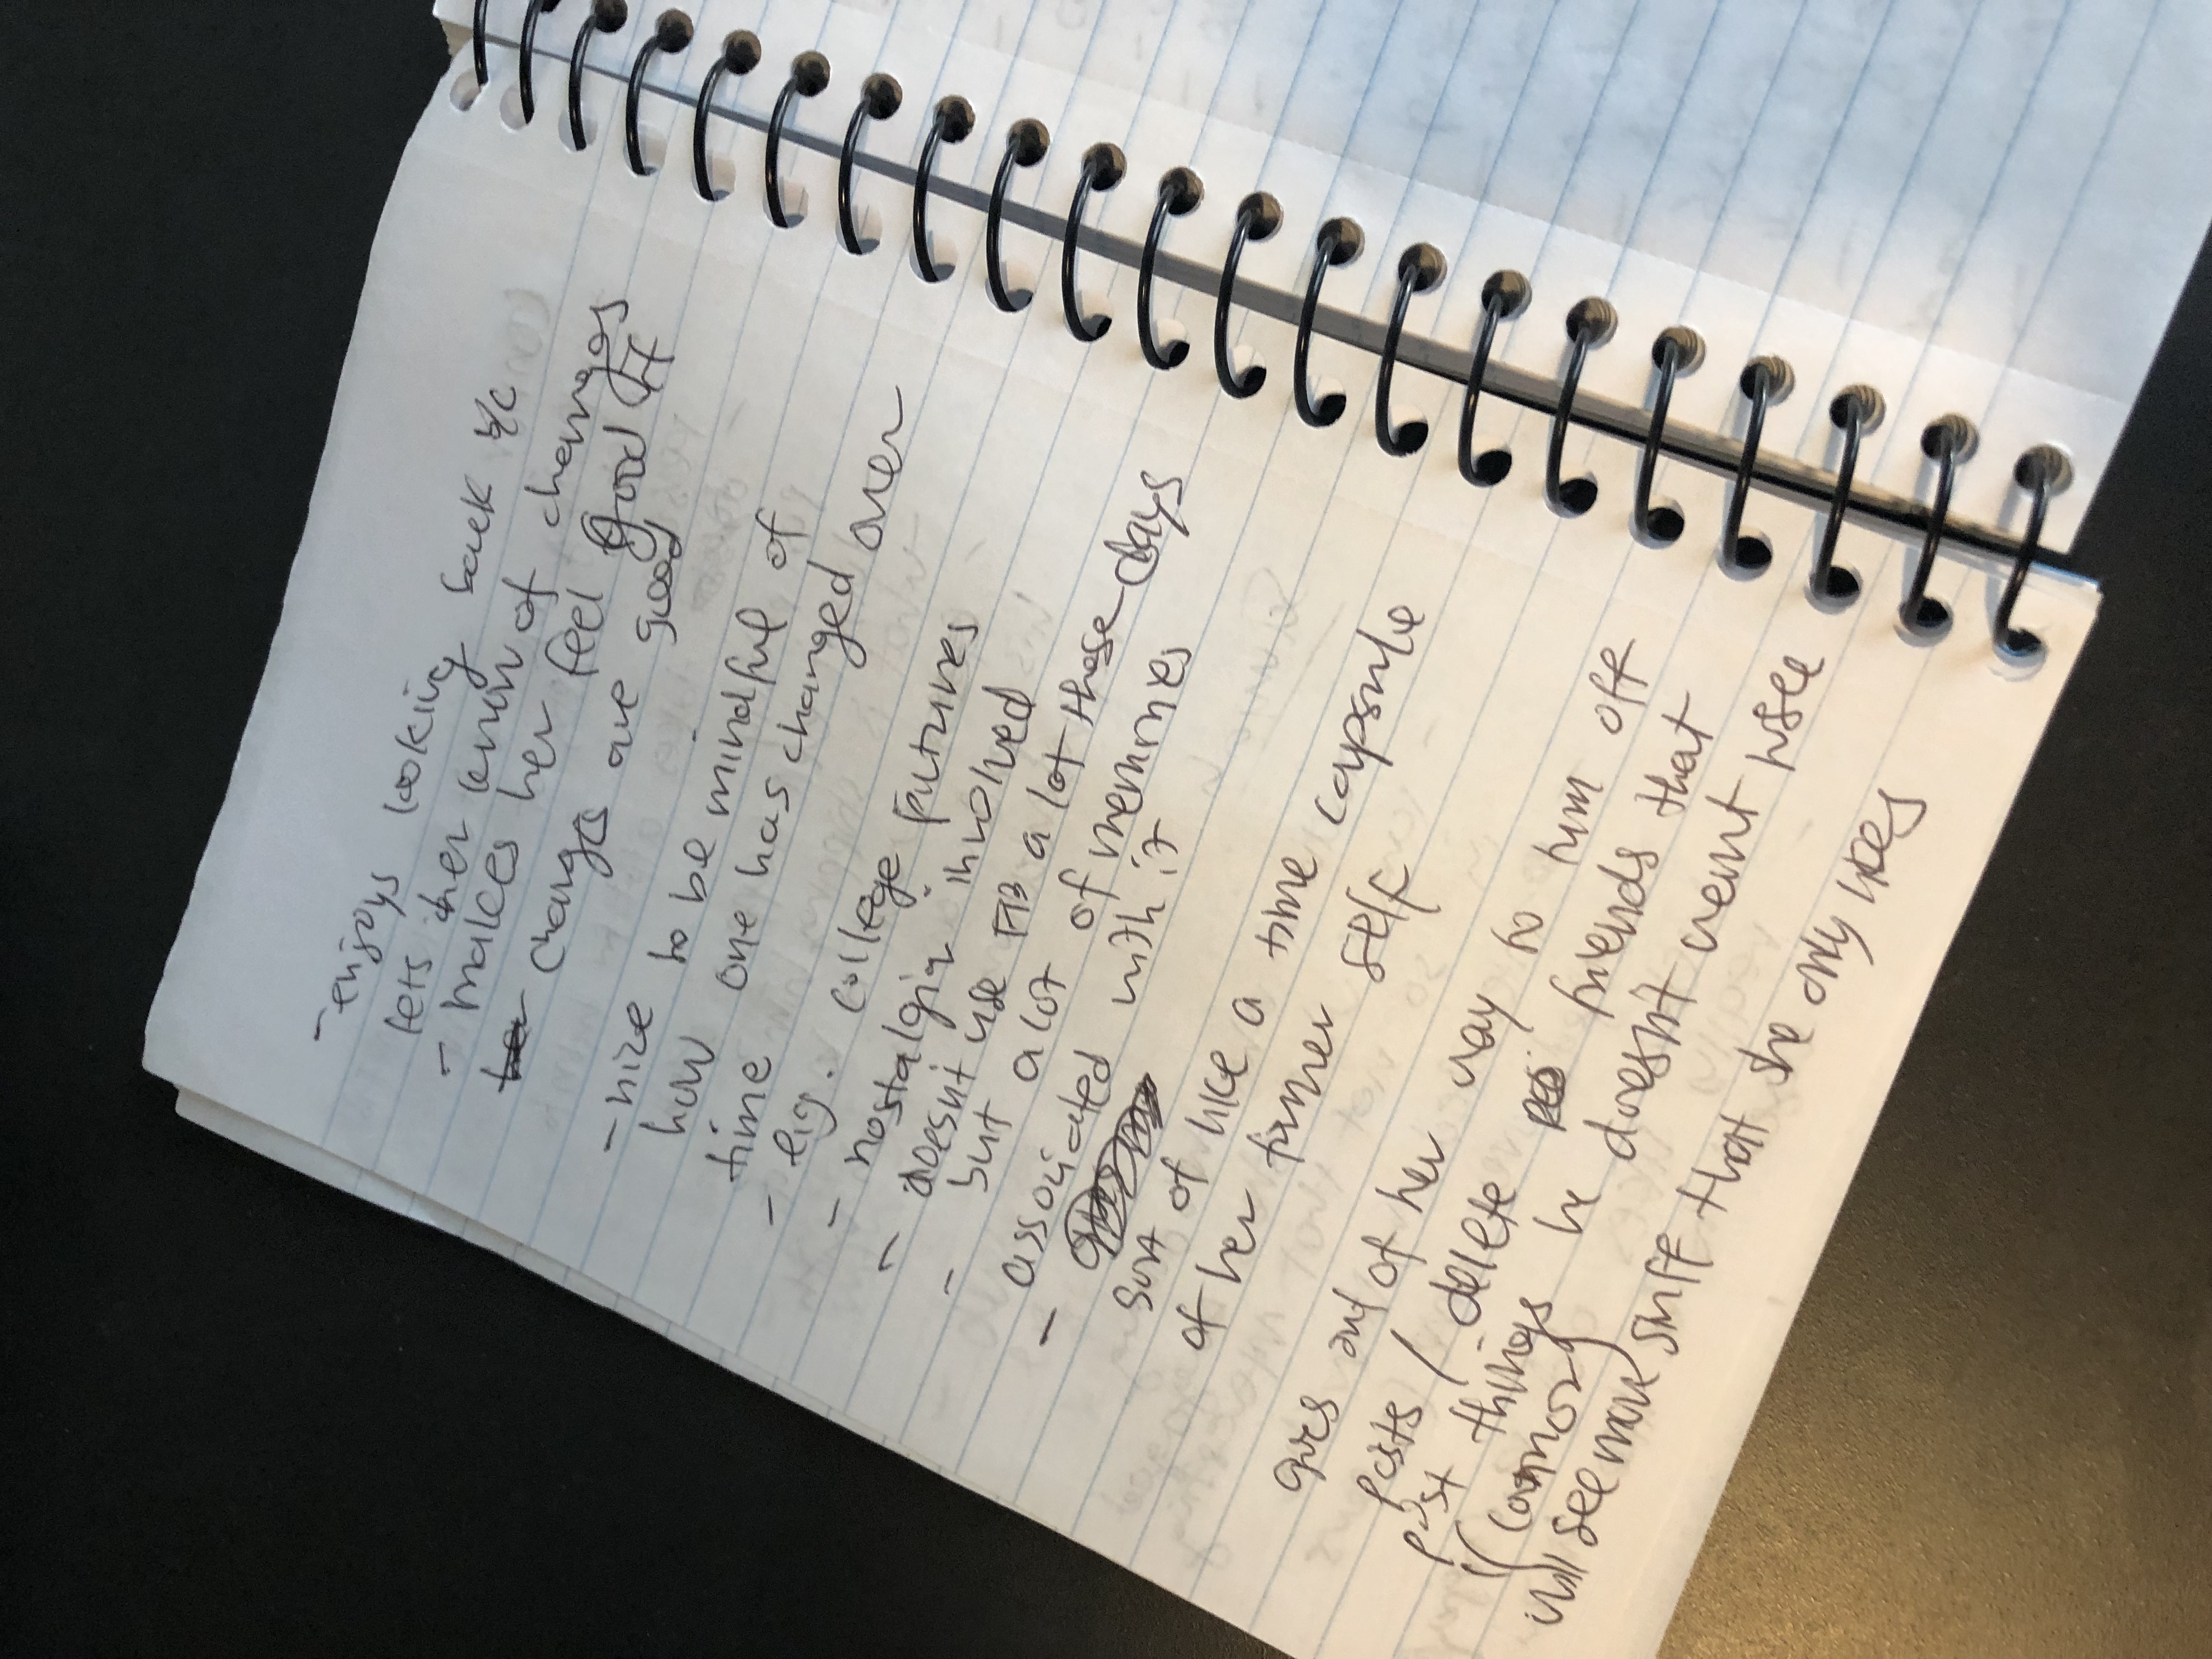 - enjoys looking back b/c
lets her know of changes
- makes her feel good if
changes are good
- nice to be mindful of
how one has changed over
time
- e.g. college futures
- nostalgia involved
- doesn't use FB a lot these days
- but a lot of memories
associated with it
-
sort of like a time capsule
of her former self
goes out of her way to turn off
posts / delete friends that
post things he doesn't want to see
(Connor)
will see more stuff that she only likes